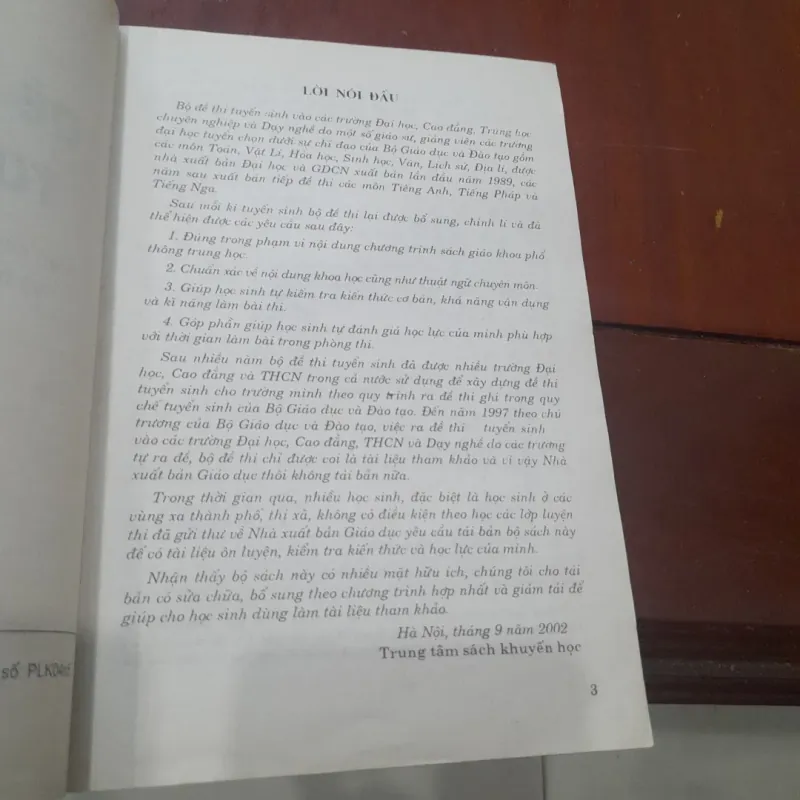 LỜI NÓI ĐẦU
Bộ đề thi tuyển sinh vào các trường Đại học, Cao đẳng, Trung học
chuyên nghiệp và Dạy nghề do một số giáo sư, giảng viên các trường
đại học tuyển chọn dưới sự chỉ đạo của Bộ Giáo dục và Đào tạo gồm
các môn Toán, Vật Lí, Hóa học, Sinh học, Văn, Lịch sử, Địa lí, được
nhà xuất bản Đại học và GDCN xuất bản lần đầu năm 1989, các
năm sau xuất bản tiếp đề thi các môn Tiếng Anh, Tiếng Pháp và
Tiếng Nga.
Sau mỗi kì tuyển sinh bộ đề thi lại được bổ sung, chỉnh lí và đã
thể hiện được các yêu cầu sau đây:
1. Đúng trong phạm vi nội dung chương trình sách giáo khoa phổ
thông trung học.
2. Chuẩn xác về nội dung khoa học cũng như thuật ngữ chuyên môn.
3. Giúp học sinh tự kiểm tra kiến thức cơ bản, khả năng vận dụng
và kĩ năng làm bài thi.
4. Góp phần giúp học sinh tự đánh giá học lực của mình phù hợp
với thời gian làm bài trong phòng thi.
Sau nhiều năm bộ đề thi tuyển sinh đã được nhiều trường Đại
học, Cao đẳng và THCN trong cả nước sử dụng để xây dựng đề thi
tuyển sinh cho trường mình theo quy trình ra đề thi ghi trong quy
chế tuyển sinh của Bộ Giáo dục và Đào tạo. Đến năm 1997 theo chủ
trương của Bộ Giáo dục và Đào tạo, việc ra đề thi tuyển sinh
vào các trường Đại học, Cao đẳng, THCN và Dạy nghề do các trường
tự ra đề, bộ đề thi chỉ được coi là tài liệu tham khảo và vì vậy Nhà
xuất bản Giáo dục thôi không tái bản nữa.
Trong thời gian qua, nhiều học sinh, đặc biệt là học sinh ở các
vùng xa thành phố, thị xã, không có điều kiện theo học các lớp luyện
thi đã gửi thư về Nhà xuất bản Giáo dục yêu cầu tái bản bộ sách này
để có tài liệu ôn luyện, kiểm tra kiến thức và học lực của mình.
Nhận thấy bộ sách này có nhiều mặt hữu ích, chúng tôi cho tái
bản có sửa chữa, bổ sung theo chương trình hợp nhất và giảm tải để
giúp cho học sinh dùng làm tài liệu tham khảo.
Hà Nội, tháng 9 năm 2002
Trung tâm sách khuyến học
3
số